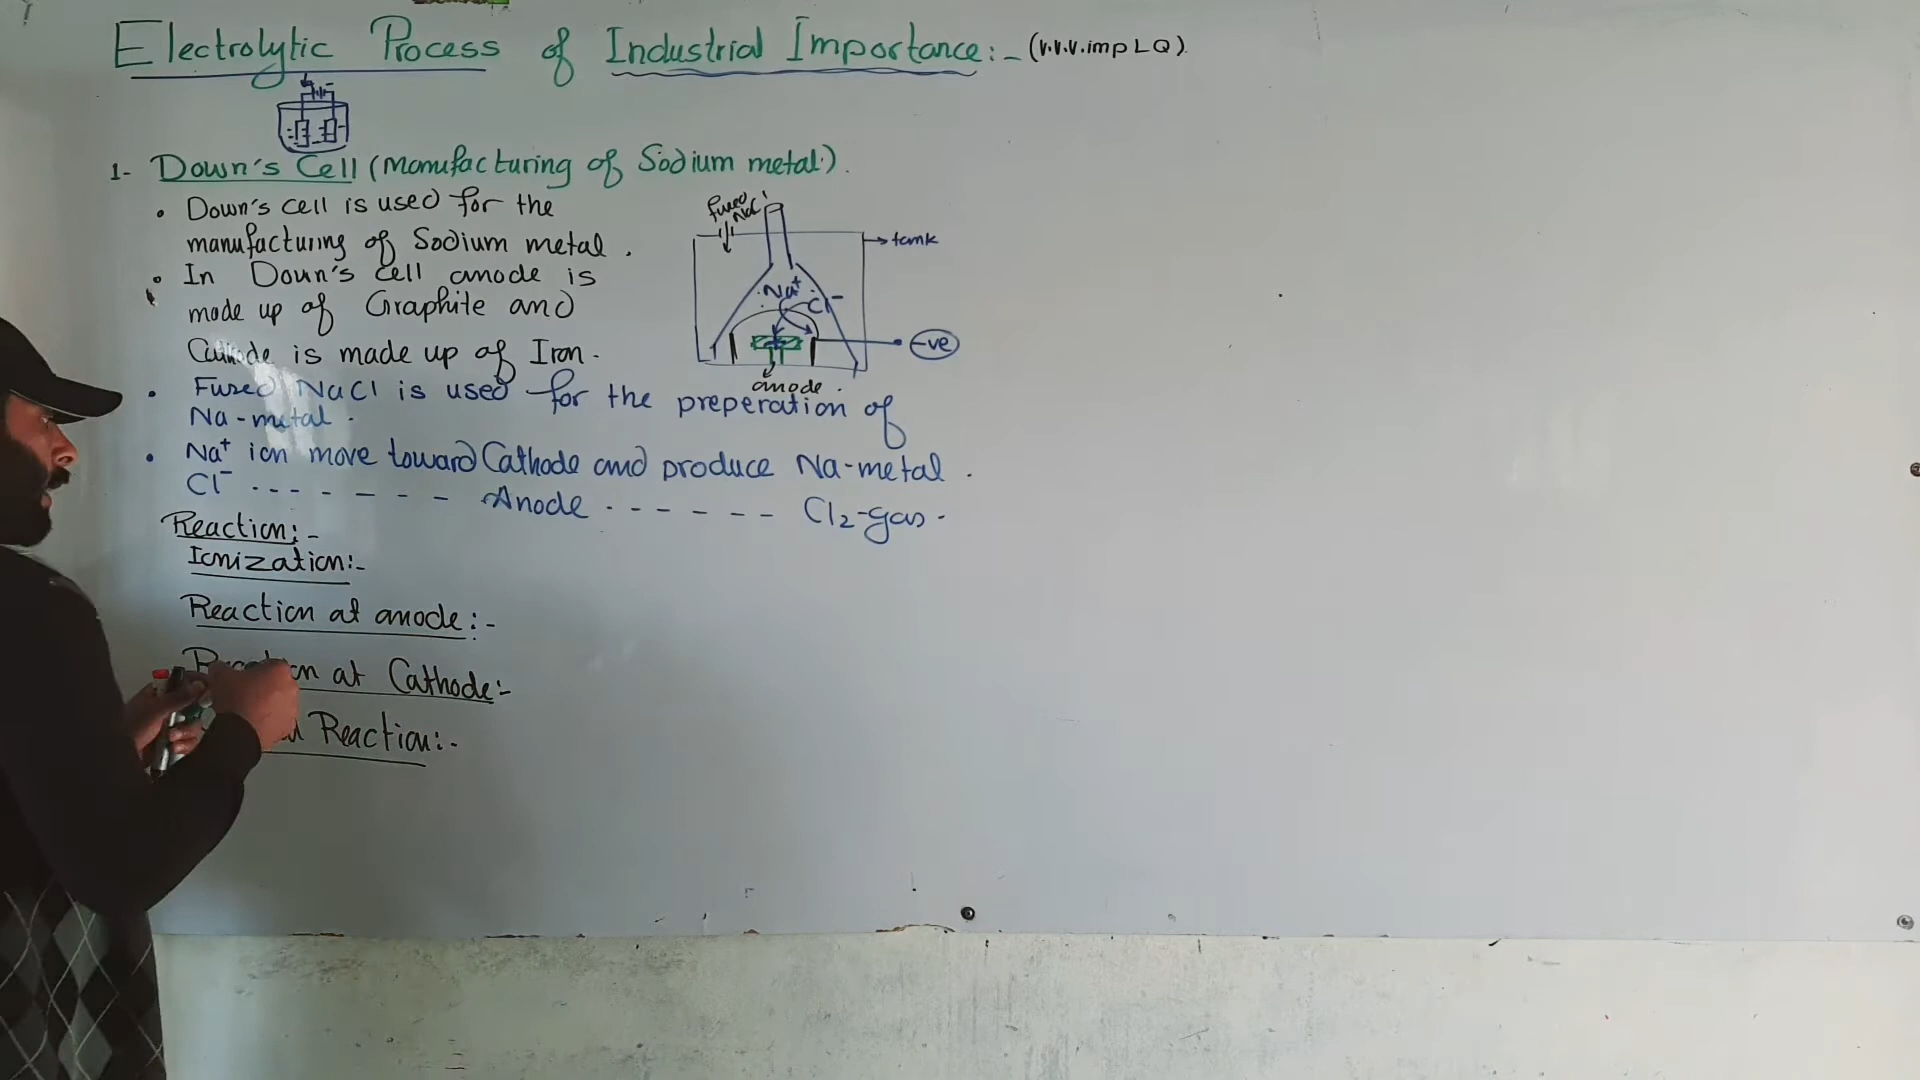 Electrolytic Process of Industrial Importance:- (V.V.V.imp LQ)
1- Down's Cell (Manufacturing of Sodium metal).
• Down's cell is used for the
manufacturing of Sodium metal.
• In Down's cell anode is
made up of Graphite and
Cathode is made up of Iron.
fused
NaCl
→ tank
Na+
Cl-
-ve
anode.
• Fused NaCl is used for the preperation of
Na-metal.
• Na+ ion move toward Cathode and produce Na-metal.
Cl- ------- Anode ------ Cl2-gas.
Reaction:-
Ionization:-
Reaction at anode:-
at Cathode:-
Reaction:-